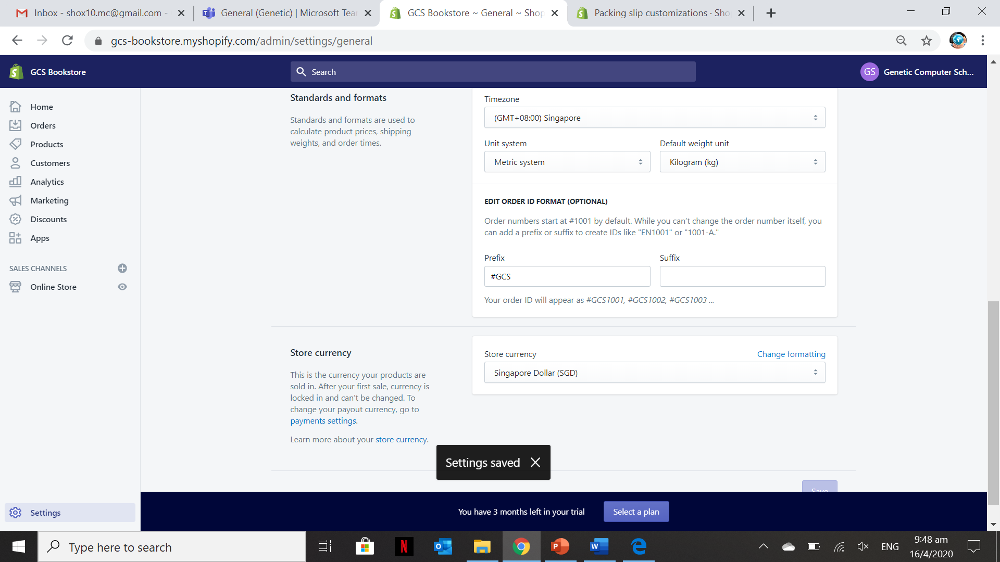 Inbox - shox10.mc@gmail.com -
General (Genetic) | Microsoft Tea
GCS Bookstore ~ General ~ Shop
Packing slip customizations · Sho
gcs-bookstore.myshopify.com/admin/settings/general
GCS Bookstore
Search
GS
Genetic Computer Sch...
Home
Orders
Products
Customers
Analytics
Marketing
Discounts
Apps
SALES CHANNELS
Online Store
Settings
Standards and formats
Standards and formats are used to
calculate product prices, shipping
weights, and order times.
Timezone
(GMT+08:00) Singapore
Unit system
Default weight unit
Metric system
Kilogram (kg)
EDIT ORDER ID FORMAT (OPTIONAL)
Order numbers start at #1001 by default. While you can't change the order number itself, you
can add a prefix or suffix to create IDs like "EN1001" or "1001-A."
Prefix
Suffix
#GCS
Your order ID will appear as #GCS1001, #GCS1002, #GCS1003 ...
Store currency
This is the currency your products are
sold in. After your first sale, currency is
locked in and can't be changed. To
change your payout currency, go to
payments settings.
Learn more about your store currency.
Store currency
Change formatting
Singapore Dollar (SGD)
Settings saved
Save
You have 3 months left in your trial
Select a plan
Type here to search
ENG
9:48 am
16/4/2020